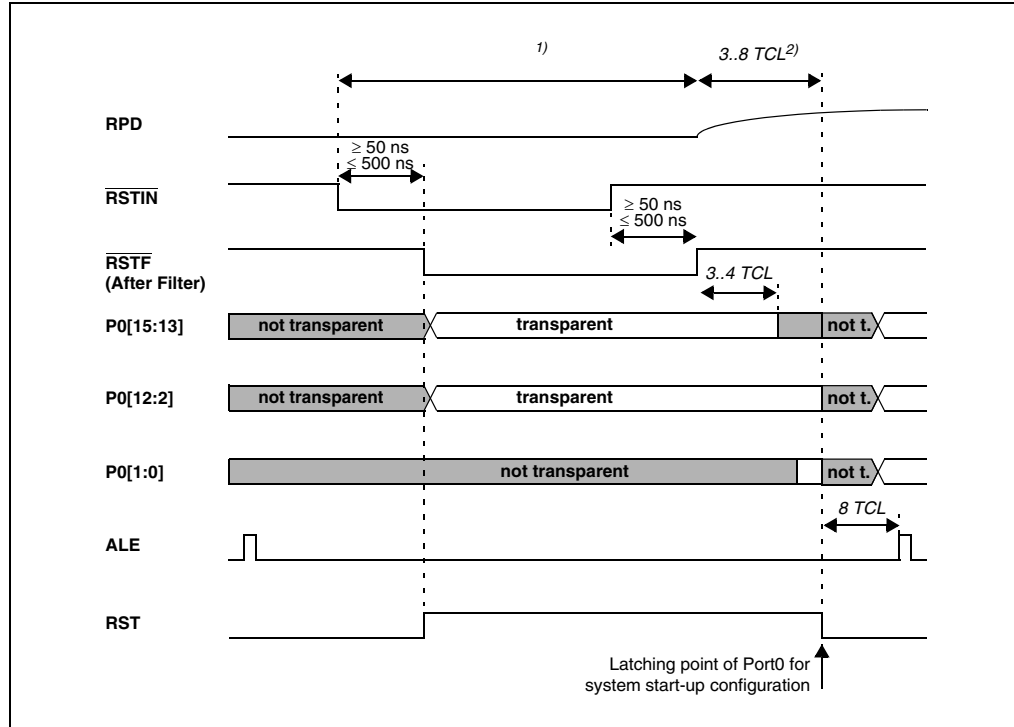 1)
3..8 TCL2)
RPD
≥ 50 ns
≤ 500 ns
RSTIN
≥ 50 ns
≤ 500 ns
RSTF
(After Filter)
3..4 TCL
P0[15:13]
not transparent
transparent
not t.
P0[12:2]
not transparent
transparent
not t.
P0[1:0]
not transparent
not t.
8 TCL
ALE
RST
Latching point of Port0 for
system start-up configuration